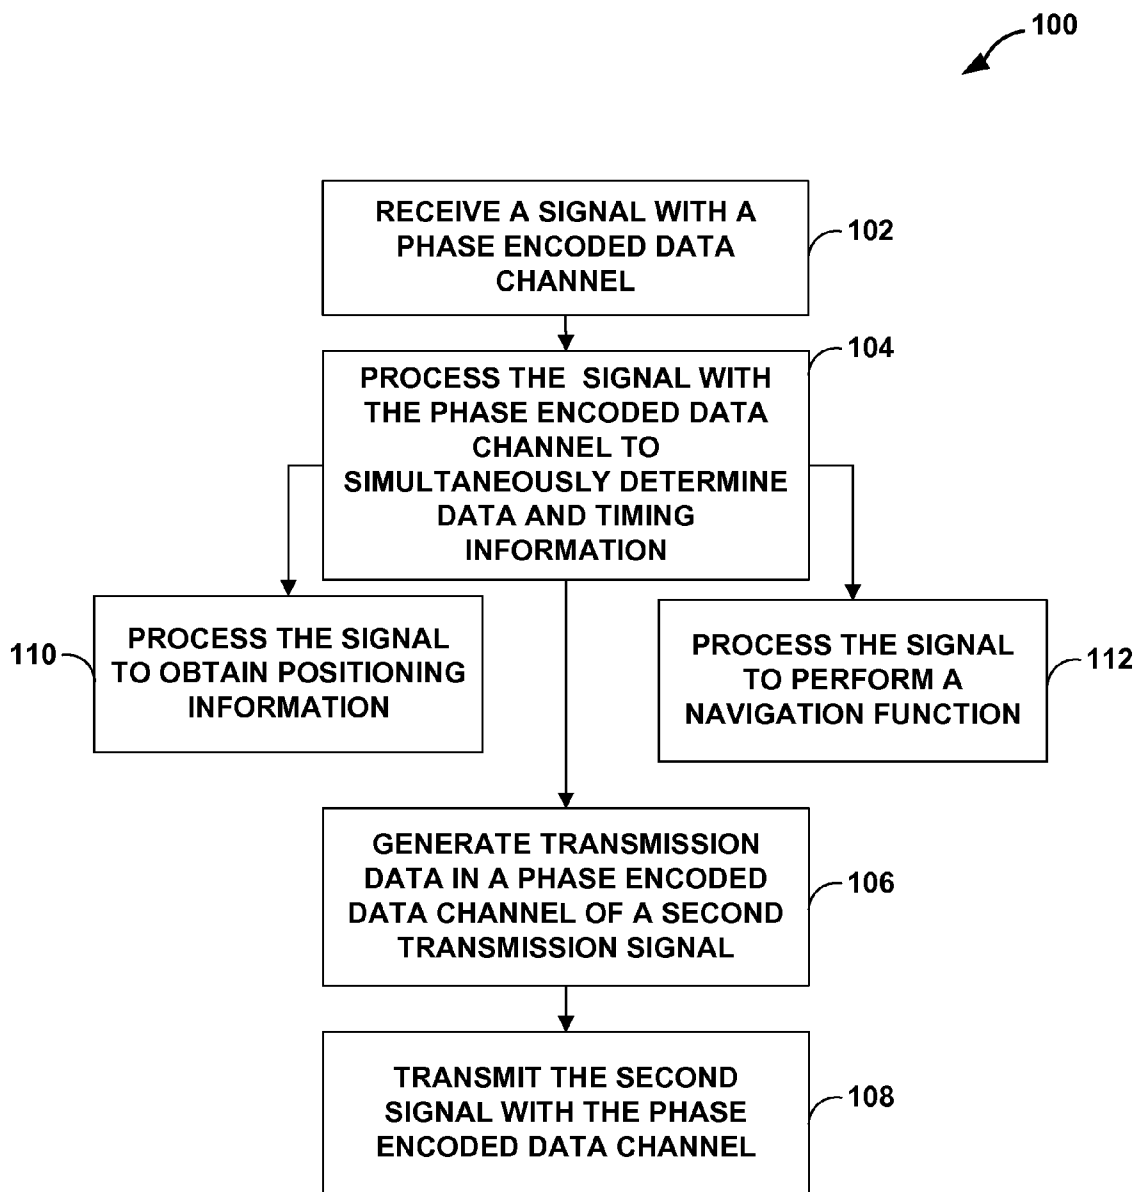 100
RECEIVE A SIGNAL WITH A
PHASE ENCODED DATA
CHANNEL
102
PROCESS THE SIGNAL WITH
THE PHASE ENCODED DATA
CHANNEL TO
SIMULTANEOUSLY DETERMINE
DATA AND TIMING
INFORMATION
104
PROCESS THE SIGNAL
TO OBTAIN POSITIONING
INFORMATION
110
PROCESS THE SIGNAL
TO PERFORM A
NAVIGATION FUNCTION
112
GENERATE TRANSMISSION
DATA IN A PHASE ENCODED
DATA CHANNEL OF A SECOND
TRANSMISSION SIGNAL
106
TRANSMIT THE SECOND
SIGNAL WITH THE PHASE
ENCODED DATA CHANNEL
108